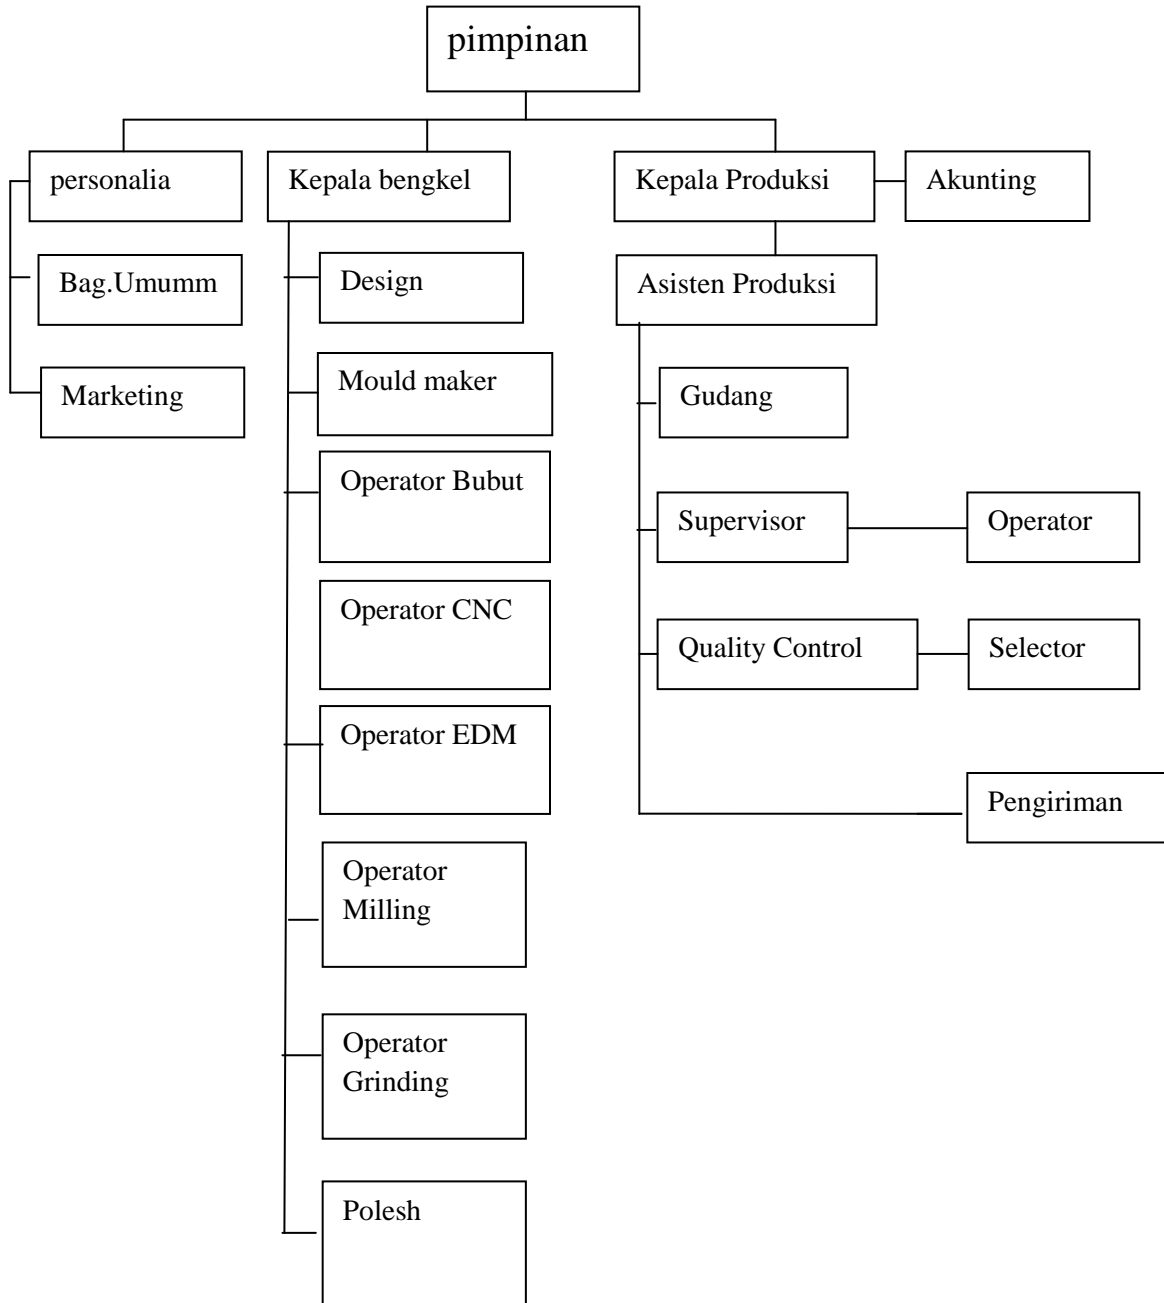 pimpinan
personalia
Kepala bengkel
Kepala Produksi
Akunting
Bag.Umumm
Design
Asisten Produksi
Marketing
Mould maker
Gudang
Operator Bubut
Supervisor
Operator
Operator CNC
Quality Control
Selector
Operator EDM
Pengiriman
Operator
Milling
Operator
Grinding
Polesh